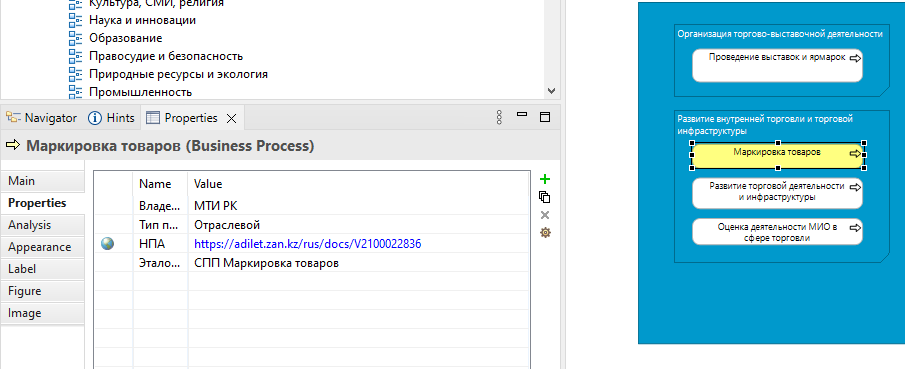 Культура, СМИ, религия
Наука и инновации
Образование
Правосудие и безопасность
Природные ресурсы и экология
Промышленность
Navigator
Hints
Properties
Маркировка товаров (Business Process)
Main
Properties
Analysis
Appearance
Label
Figure
Image
Name Value
Владе... МТИ РК
Тип п... Отраслевой
НПА https://adilet.zan.kz/rus/docs/V2100022836
Этало... СПП Маркировка товаров
Организация торгово-выставочной деятельности
Проведение выставок и ярмарок
Развитие внутренней торговли и торговой
инфраструктуры
Маркировка товаров
Развитие торговой деятельности
и инфраструктуры
Оценка деятельности МИО в
сфере торговли